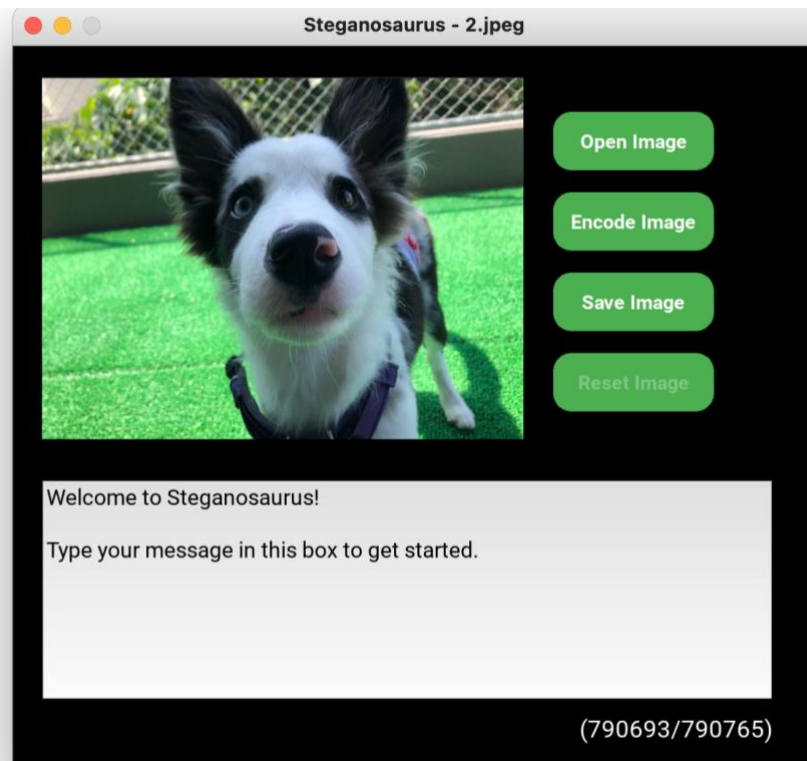 Steganosaurus - 2.jpeg
Open Image
Encode Image
Save Image
Reset Image
Welcome to Steganosaurus!
Type your message in this box to get started.
(790693/790765)